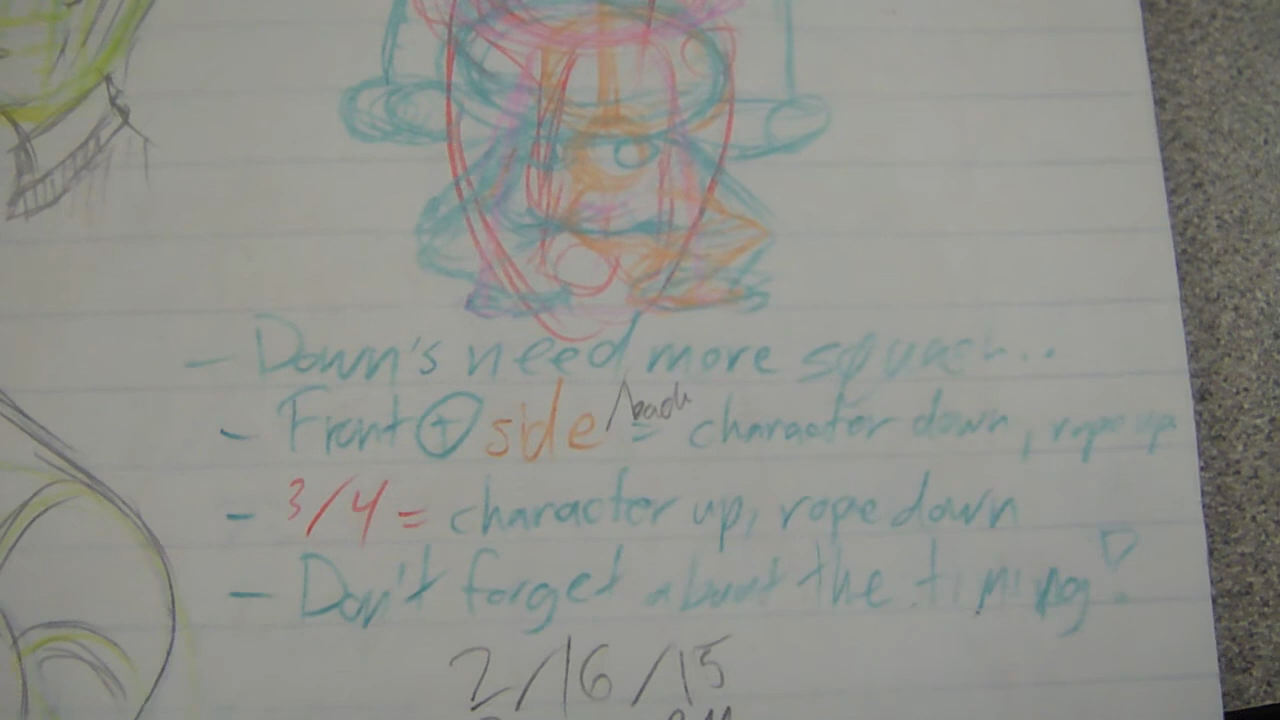 - Down's need more squash..
- Front + side/back = character down, rope up
- 3/4 = character up, rope down
- Don't forget about the timing!
2/16/15